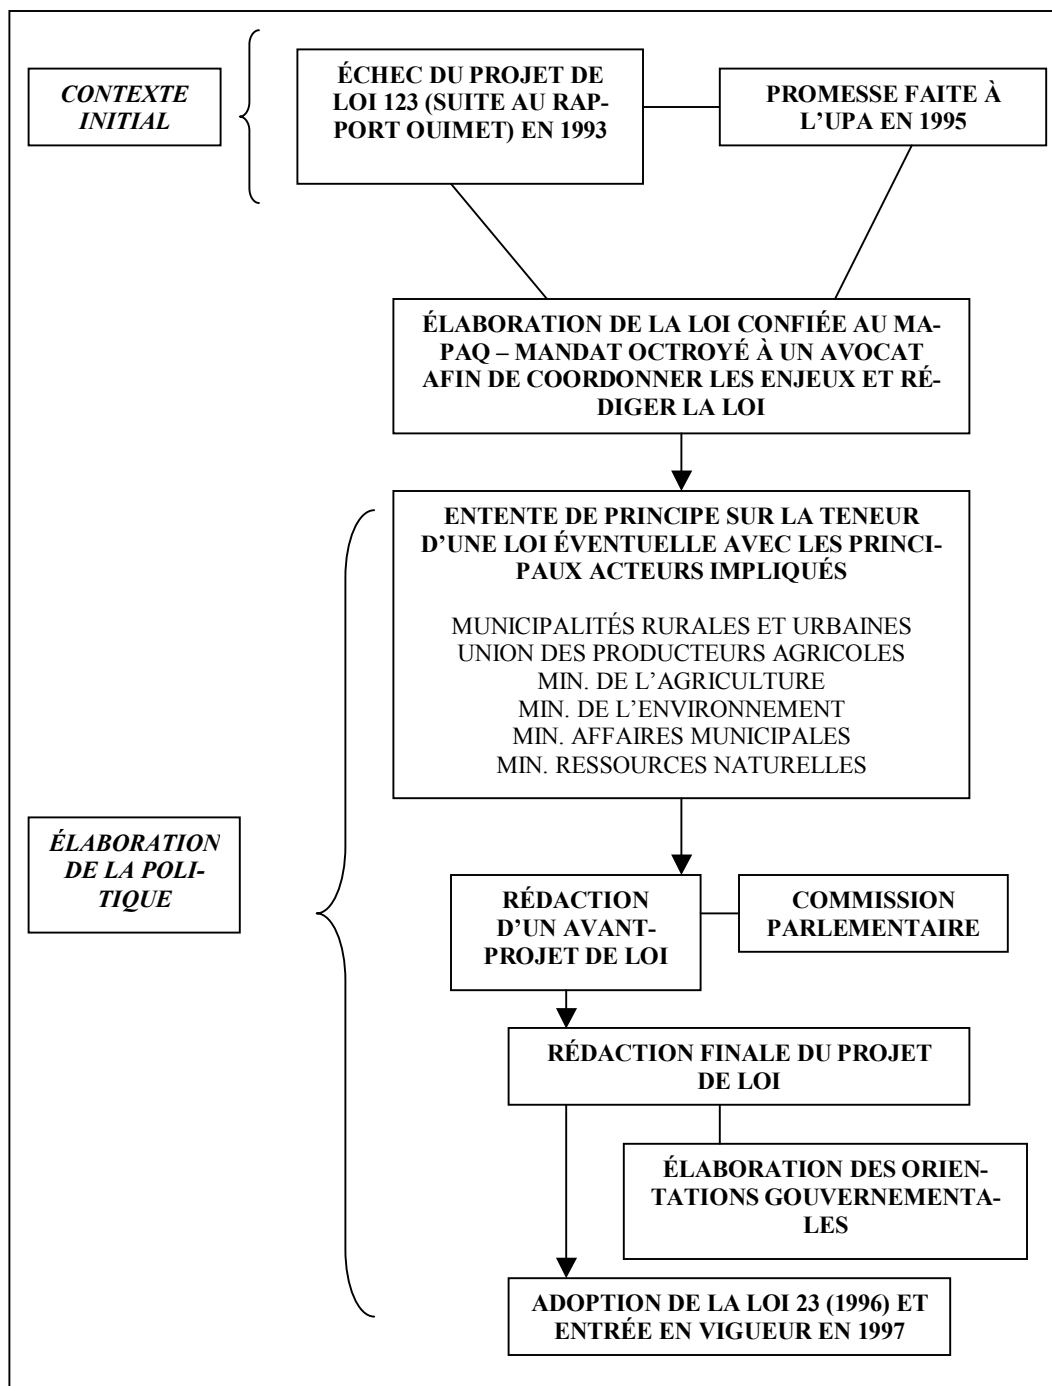 CONTEXTE
INITIAL
ÉCHEC DU PROJET DE
LOI 123 (SUITE AU RAP-
PORT OUIMET) EN 1993
PROMESSE FAITE À
L’UPA EN 1995
ÉLABORATION DE LA LOI CONFIÉE AU MA-
PAQ – MANDAT OCTROYÉ À UN AVOCAT
AFIN DE COORDONNER LES ENJEUX ET RÉ-
DIGER LA LOI
ENTENTE DE PRINCIPE SUR LA TENEUR
D’UNE LOI ÉVENTUELLE AVEC LES PRINCI-
PAUX ACTEURS IMPLIQUÉS
MUNICIPALITÉS RURALES ET URBAINES
UNION DES PRODUCTEURS AGRICOLES
MIN. DE L’AGRICULTURE
MIN. DE L’ENVIRONNEMENT
MIN. AFFAIRES MUNICIPALES
MIN. RESSOURCES NATURELLES
ÉLABORATION
DE LA POLI-
TIQUE
RÉDACTION
D’UN AVANT-
PROJET DE LOI
COMMISSION
PARLEMENTAIRE
RÉDACTION FINALE DU PROJET
DE LOI
ÉLABORATION DES ORIEN-
TATIONS GOUVERNEMENTA-
LES
ADOPTION DE LA LOI 23 (1996) ET
ENTRÉE EN VIGUEUR EN 1997